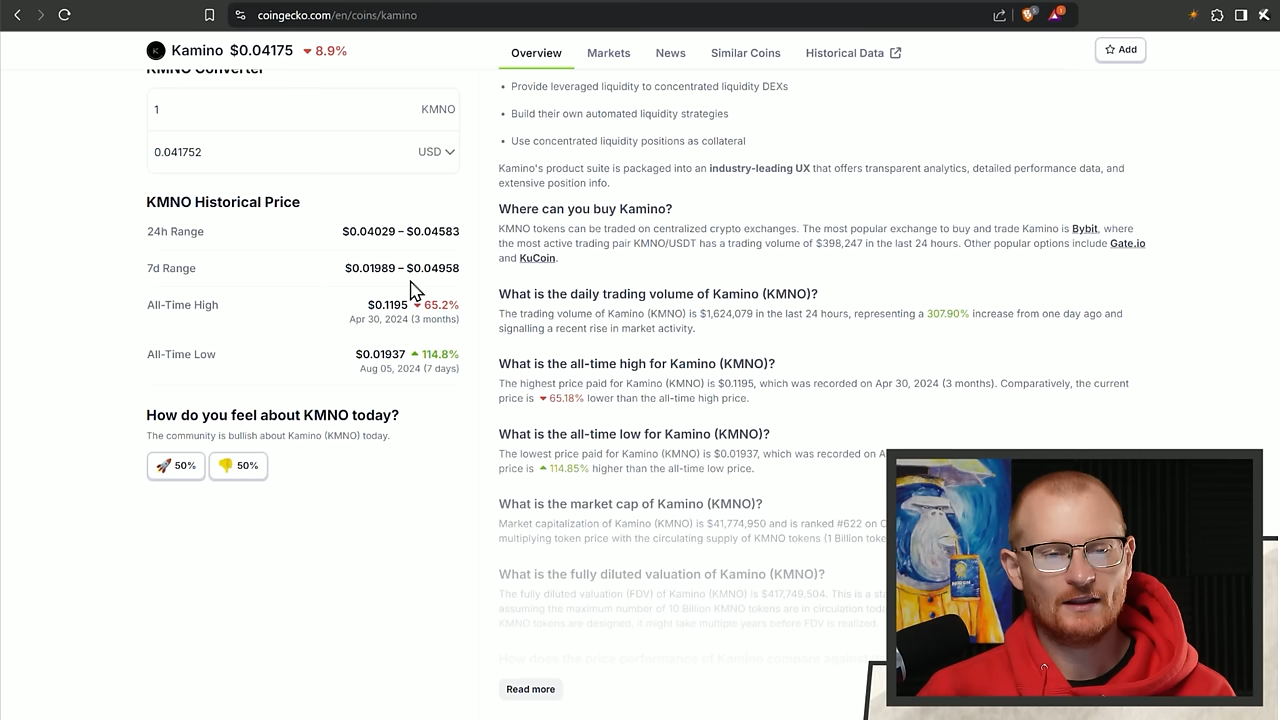 coingecko.com/en/coins/kamino
Kamino $0.04175 8.9%
Overview Markets News Similar Coins Historical Data
Add
KMNO Converter
1 KMNO
0.041752 USD
KMNO Historical Price
24h Range $0.04029 – $0.04583
7d Range $0.01989 – $0.04958
All-Time High $0.1195 65.2%
Apr 30, 2024 (3 months)
All-Time Low $0.01937 114.8%
Aug 05, 2024 (7 days)
How do you feel about KMNO today?
The community is bullish about Kamino (KMNO) today.
50% 50%
• Provide leveraged liquidity to concentrated liquidity DEXs
• Build their own automated liquidity strategies
• Use concentrated liquidity positions as collateral
Kamino's product suite is packaged into an industry-leading UX that offers transparent analytics, detailed performance data, and
extensive position info.
Where can you buy Kamino?
KMNO tokens can be traded on centralized crypto exchanges. The most popular exchange to buy and trade Kamino is Bybit, where
the most active trading pair KMNO/USDT has a trading volume of $398,247 in the last 24 hours. Other popular options include Gate.io
and KuCoin.
What is the daily trading volume of Kamino (KMNO)?
The trading volume of Kamino (KMNO) is $1,624,079 in the last 24 hours, representing a 307.90% increase from one day ago and
signalling a recent rise in market activity.
What is the all-time high for Kamino (KMNO)?
The highest price paid for Kamino (KMNO) is $0.1195, which was recorded on Apr 30, 2024 (3 months). Comparatively, the current
price is 65.18% lower than the all-time high price.
What is the all-time low for Kamino (KMNO)?
The lowest price paid for Kamino (KMNO) is $0.01937, which was recorded on A
price is 114.85% higher than the all-time low price.
What is the market cap of Kamino (KMNO)?
Market capitalization of Kamino (KMNO) is $41,774,950 and is ranked #622 on C
multiplying token price with the circulating supply of KMNO tokens (1 Billion toke
What is the fully diluted valuation of Kamino (KMNO)?
The fully diluted valuation (FDV) of Kamino (KMNO) is $417,749,504. This is a sta
assuming the maximum number of 10 Billion KMNO tokens are in circulation toda
KMNO tokens are designed, it might take multiple years before FDV is realized.
How does the price performance of Kamino compare against
Read more